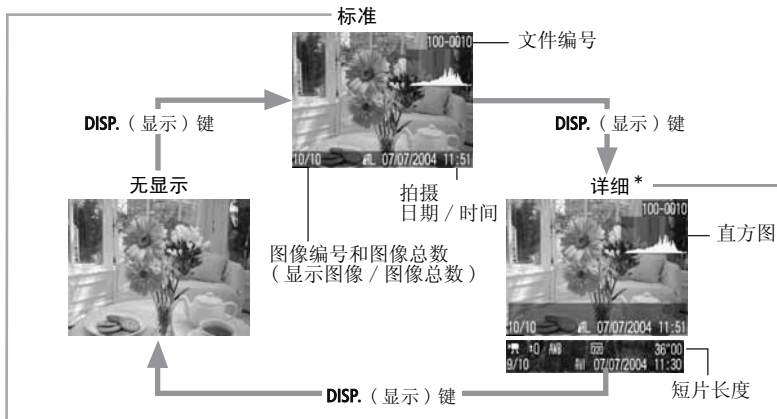 标准
100-0010
文件编号
DISP.（显示）键
DISP.（显示）键
10/10
07/07/2004 11:51
无显示
拍摄
日期 / 时间
详细*
图像编号和图像总数
（显示图像 / 图像总数）
100-0010
直方图
10/10
07/07/2004 11:51
±0 AWB
36"00
9/10
07/07/2004 11:30
短片长度
DISP.（显示）键